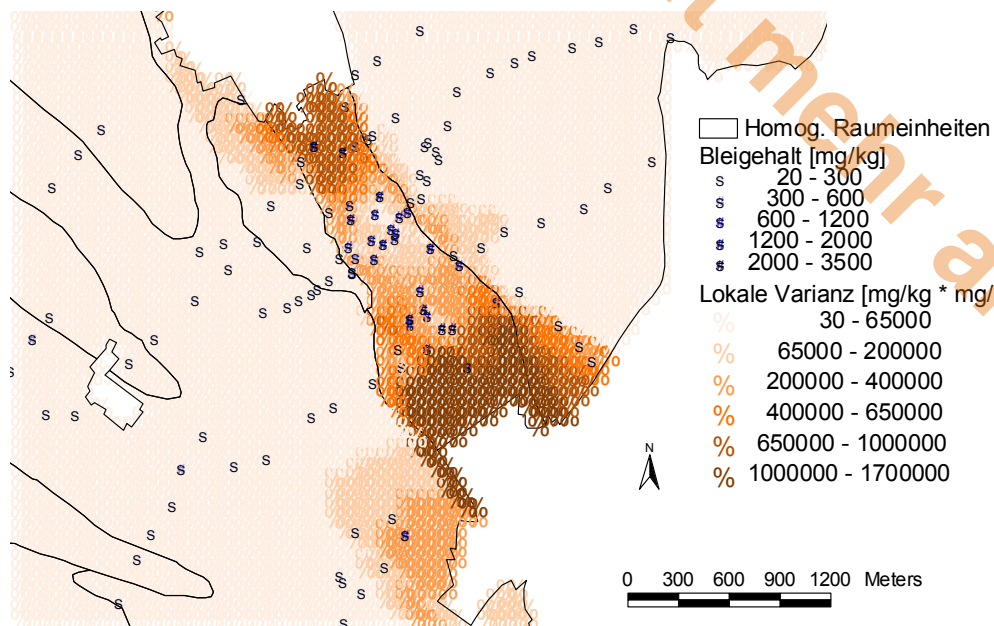 t mehr a
Homog. Raumeinheiten
Bleigehalt [mg/kg]
S 20 - 300
S 300 - 600
# 600 - 1200
# 1200 - 2000
# 2000 - 3500
Lokale Varianz [mg/kg * mg/
% 30 - 65000
% 65000 - 200000
% 200000 - 400000
% 400000 - 650000
% 650000 - 1000000
% 1000000 - 1700000
N
0 300 600 900 1200 Meters